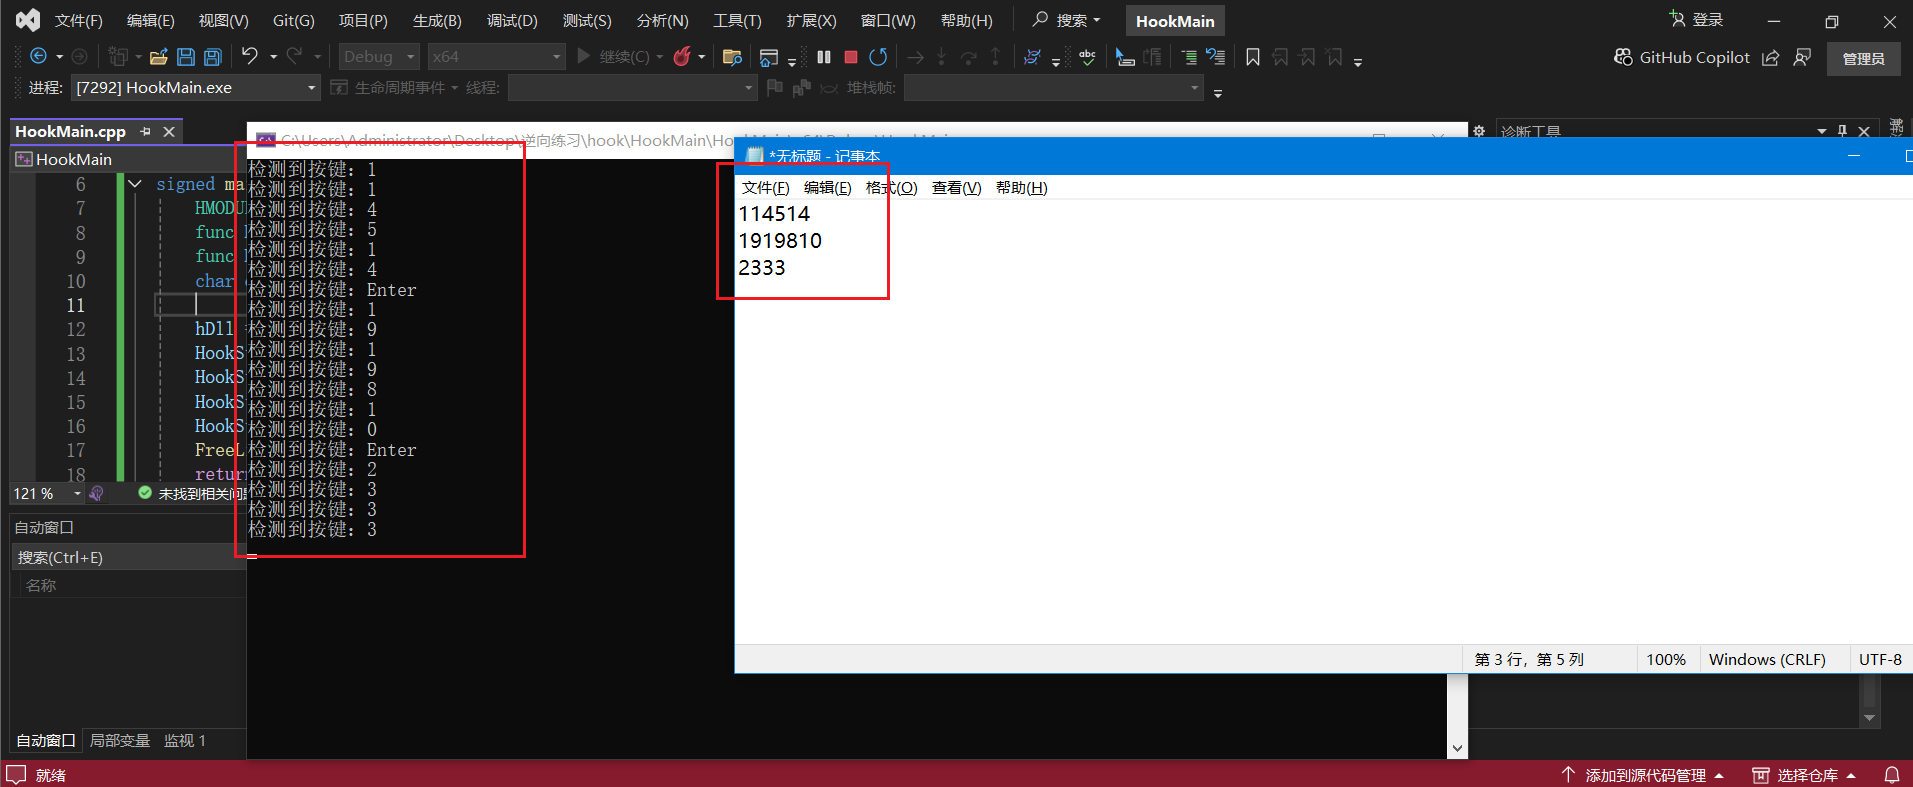 文件(F) 编辑(E) 视图(V) Git(G) 项目(P) 生成(B) 调试(D) 测试(S) 分析(N) 工具(T) 扩展(X) 窗口(W) 帮助(H) 搜索 HookMain 登录
Debug x64 继续(C) abc GitHub Copilot 管理员
进程: [7292] HookMain.exe 生命周期事件 线程: 堆栈帧:
HookMain.cpp
HookMain
6 signed ma
7 HMODU
8 func
9 func
10 char
11
12 hDll
13 HookS
14 HookS
15 HookS
16 HookS
17 FreeL
18 return
121 % 未找到相关问题
自动窗口
搜索(Ctrl+E)
名称
自动窗口 局部变量 监视 1
C:\Users\Administrator\Desktop\逆向练习\hook\HookMain\
检测到按键：1
检测到按键：1
检测到按键：4
检测到按键：5
检测到按键：1
检测到按键：4
检测到按键：Enter
检测到按键：1
检测到按键：9
检测到按键：1
检测到按键：9
检测到按键：8
检测到按键：1
检测到按键：0
检测到按键：Enter
检测到按键：2
检测到按键：3
检测到按键：3
检测到按键：3
诊断工具
*无标题 - 记事本
文件(F) 编辑(E) 格式(O) 查看(V) 帮助(H)
114514
1919810
2333
第 3 行，第 5 列 100% Windows (CRLF) UTF-8
就绪 添加到源代码管理 选择仓库